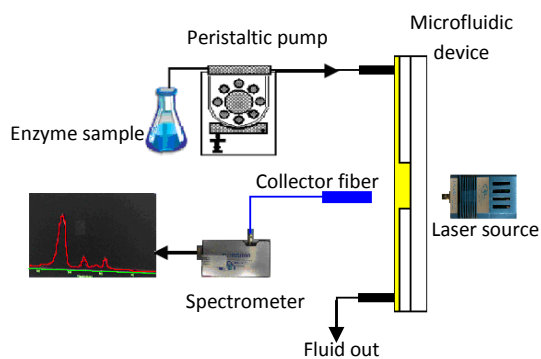 Microfluidic
device
Peristaltic pump
Enzyme sample
Collector fiber
Laser source
Spectrometer
Fluid out